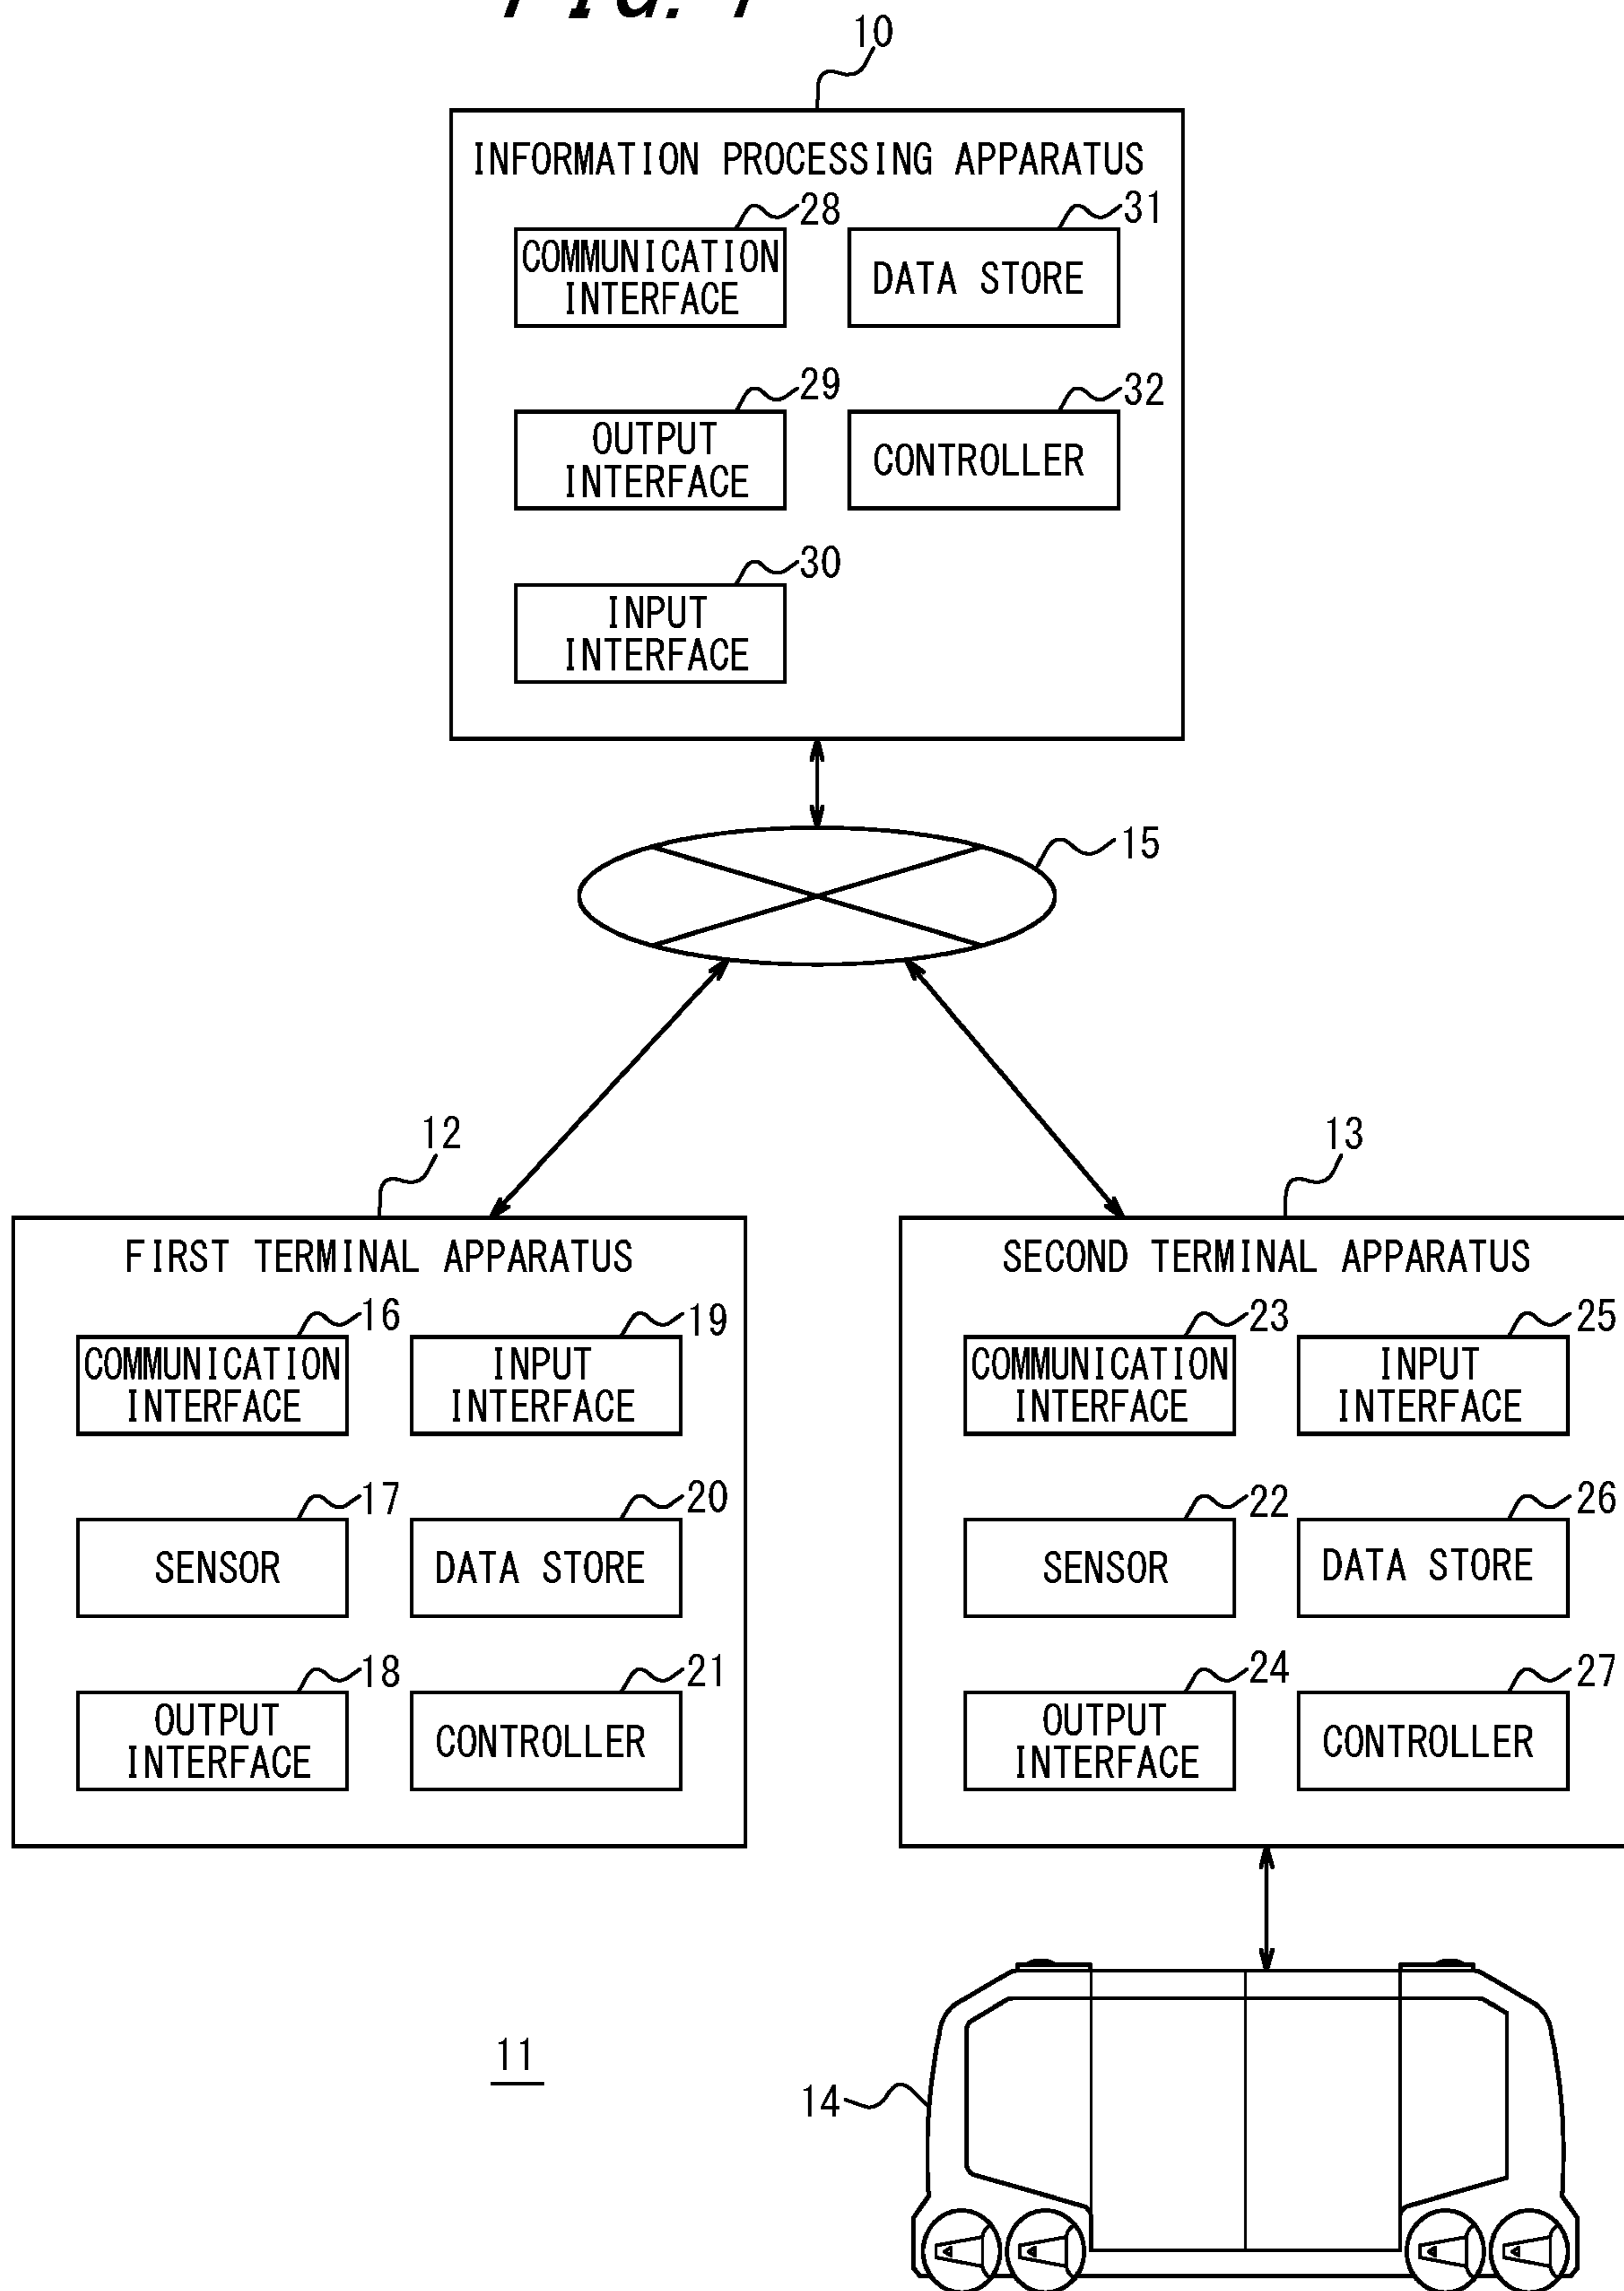 FIG. 1
10
INFORMATION PROCESSING APPARATUS
28
COMMUNICATION
INTERFACE
31
DATA STORE
29
OUTPUT
INTERFACE
32
CONTROLLER
30
INPUT
INTERFACE
15
12
FIRST TERMINAL APPARATUS
16
COMMUNICATION
INTERFACE
19
INPUT
INTERFACE
17
SENSOR
20
DATA STORE
18
OUTPUT
INTERFACE
21
CONTROLLER
13
SECOND TERMINAL APPARATUS
23
COMMUNICATION
INTERFACE
25
INPUT
INTERFACE
22
SENSOR
26
DATA STORE
24
OUTPUT
INTERFACE
27
CONTROLLER
11
14